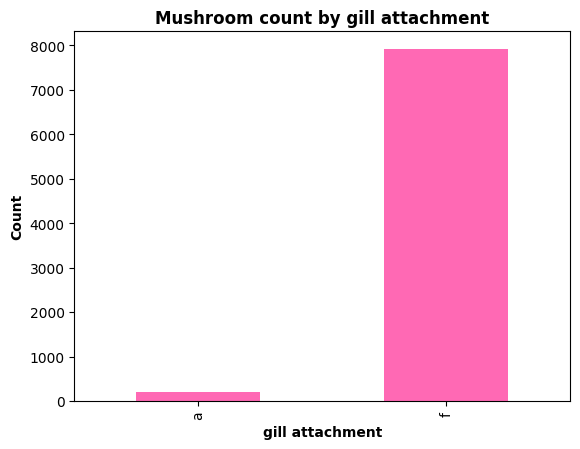 Mushroom count by gill attachment
8000
7000
6000
5000
4000
3000
2000
1000
0
Count
a
f
gill attachment